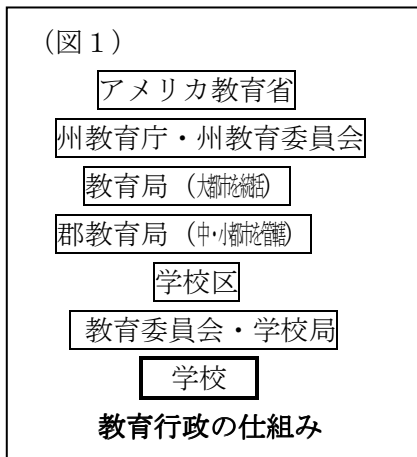 （図１）
アメリカ教育省
州教育庁・州教育委員会
教育局（大都市を統括）
郡教育局（中・小都市を管轄）
学校区
教育委員会・学校局
学校
教育行政の仕組み